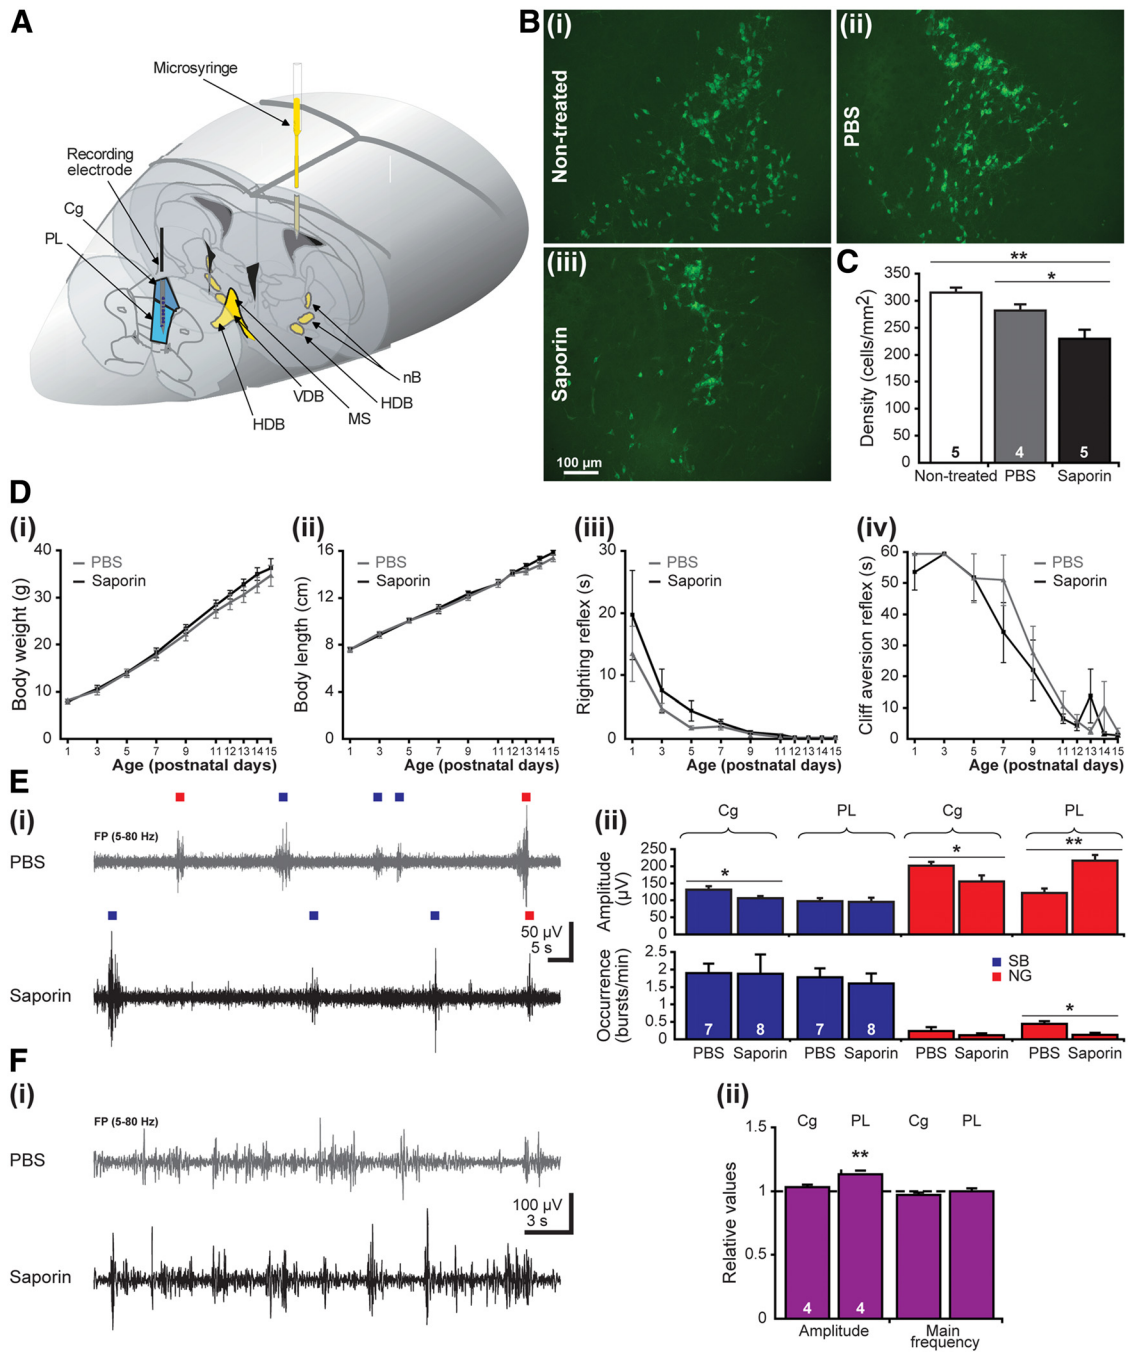 A
Microsyringe
Recording
electrode
Cg
PL
nB
HDB
VDB
MS
HDB
B
(i)
Non-treated
(ii)
PBS
(iii)
Saporin
100 µm
C
Density (cells/mm2)
350
300
250
200
150
100
50
0
**
*
5
4
5
Non-treated PBS Saporin
D
(i)
Body weight (g)
40
30
20
10
0
PBS
Saporin
1 3 5 7 9 11 12 13 14 15
Age (postnatal days)
(ii)
Body length (cm)
16
12
8
4
0
PBS
Saporin
1 3 5 7 9 11 12 13 14 15
Age (postnatal days)
(iii)
Righting reflex (s)
30
20
10
0
PBS
Saporin
1 3 5 7 9 11 12 13 14 15
Age (postnatal days)
(iv)
Cliff aversion reflex (s)
60
50
40
30
20
10
0
PBS
Saporin
1 3 5 7 9 11 12 13 14 15
Age (postnatal days)
E
(i)
FP (5-80 Hz)
PBS
50 µV
5 s
Saporin
(ii)
Cg PL Cg PL
Amplitude
(µV)
250
200
150
100
50
0
* * **
Occurrence
(bursts/min)
2.5
2
1.5
1
0.5
0
SB
NG
*
7 8 7 8
PBS Saporin PBS Saporin PBS Saporin PBS Saporin
F
(i)
FP (5-80 Hz)
PBS
100 µV
3 s
Saporin
(ii)
Cg PL Cg PL
Relative values
1.5
1
0.5
0
**
4 4
Amplitude Main
frequency